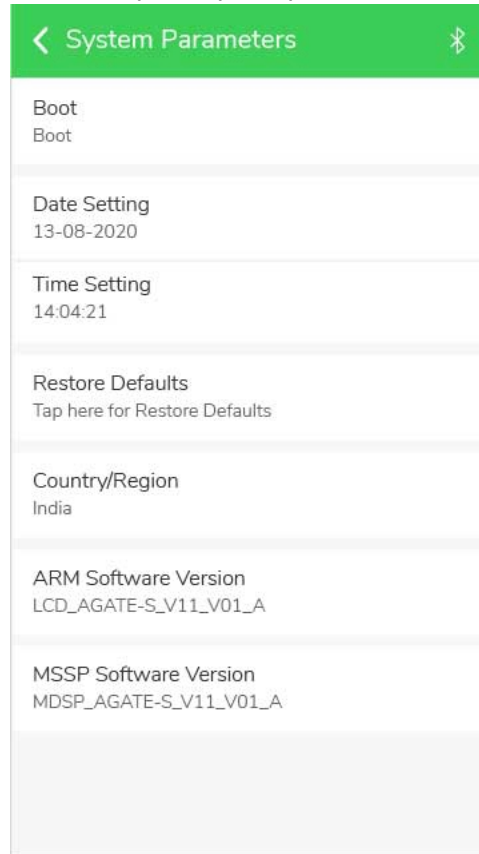 System Parameters
Boot
Boot
Date Setting
13-08-2020
Time Setting
14:04:21
Restore Defaults
Tap here for Restore Defaults
Country/Region
India
ARM Software Version
LCD_AGATE-S_V11_V01_A
MSSP Software Version
MDSP_AGATE-S_V11_V01_A